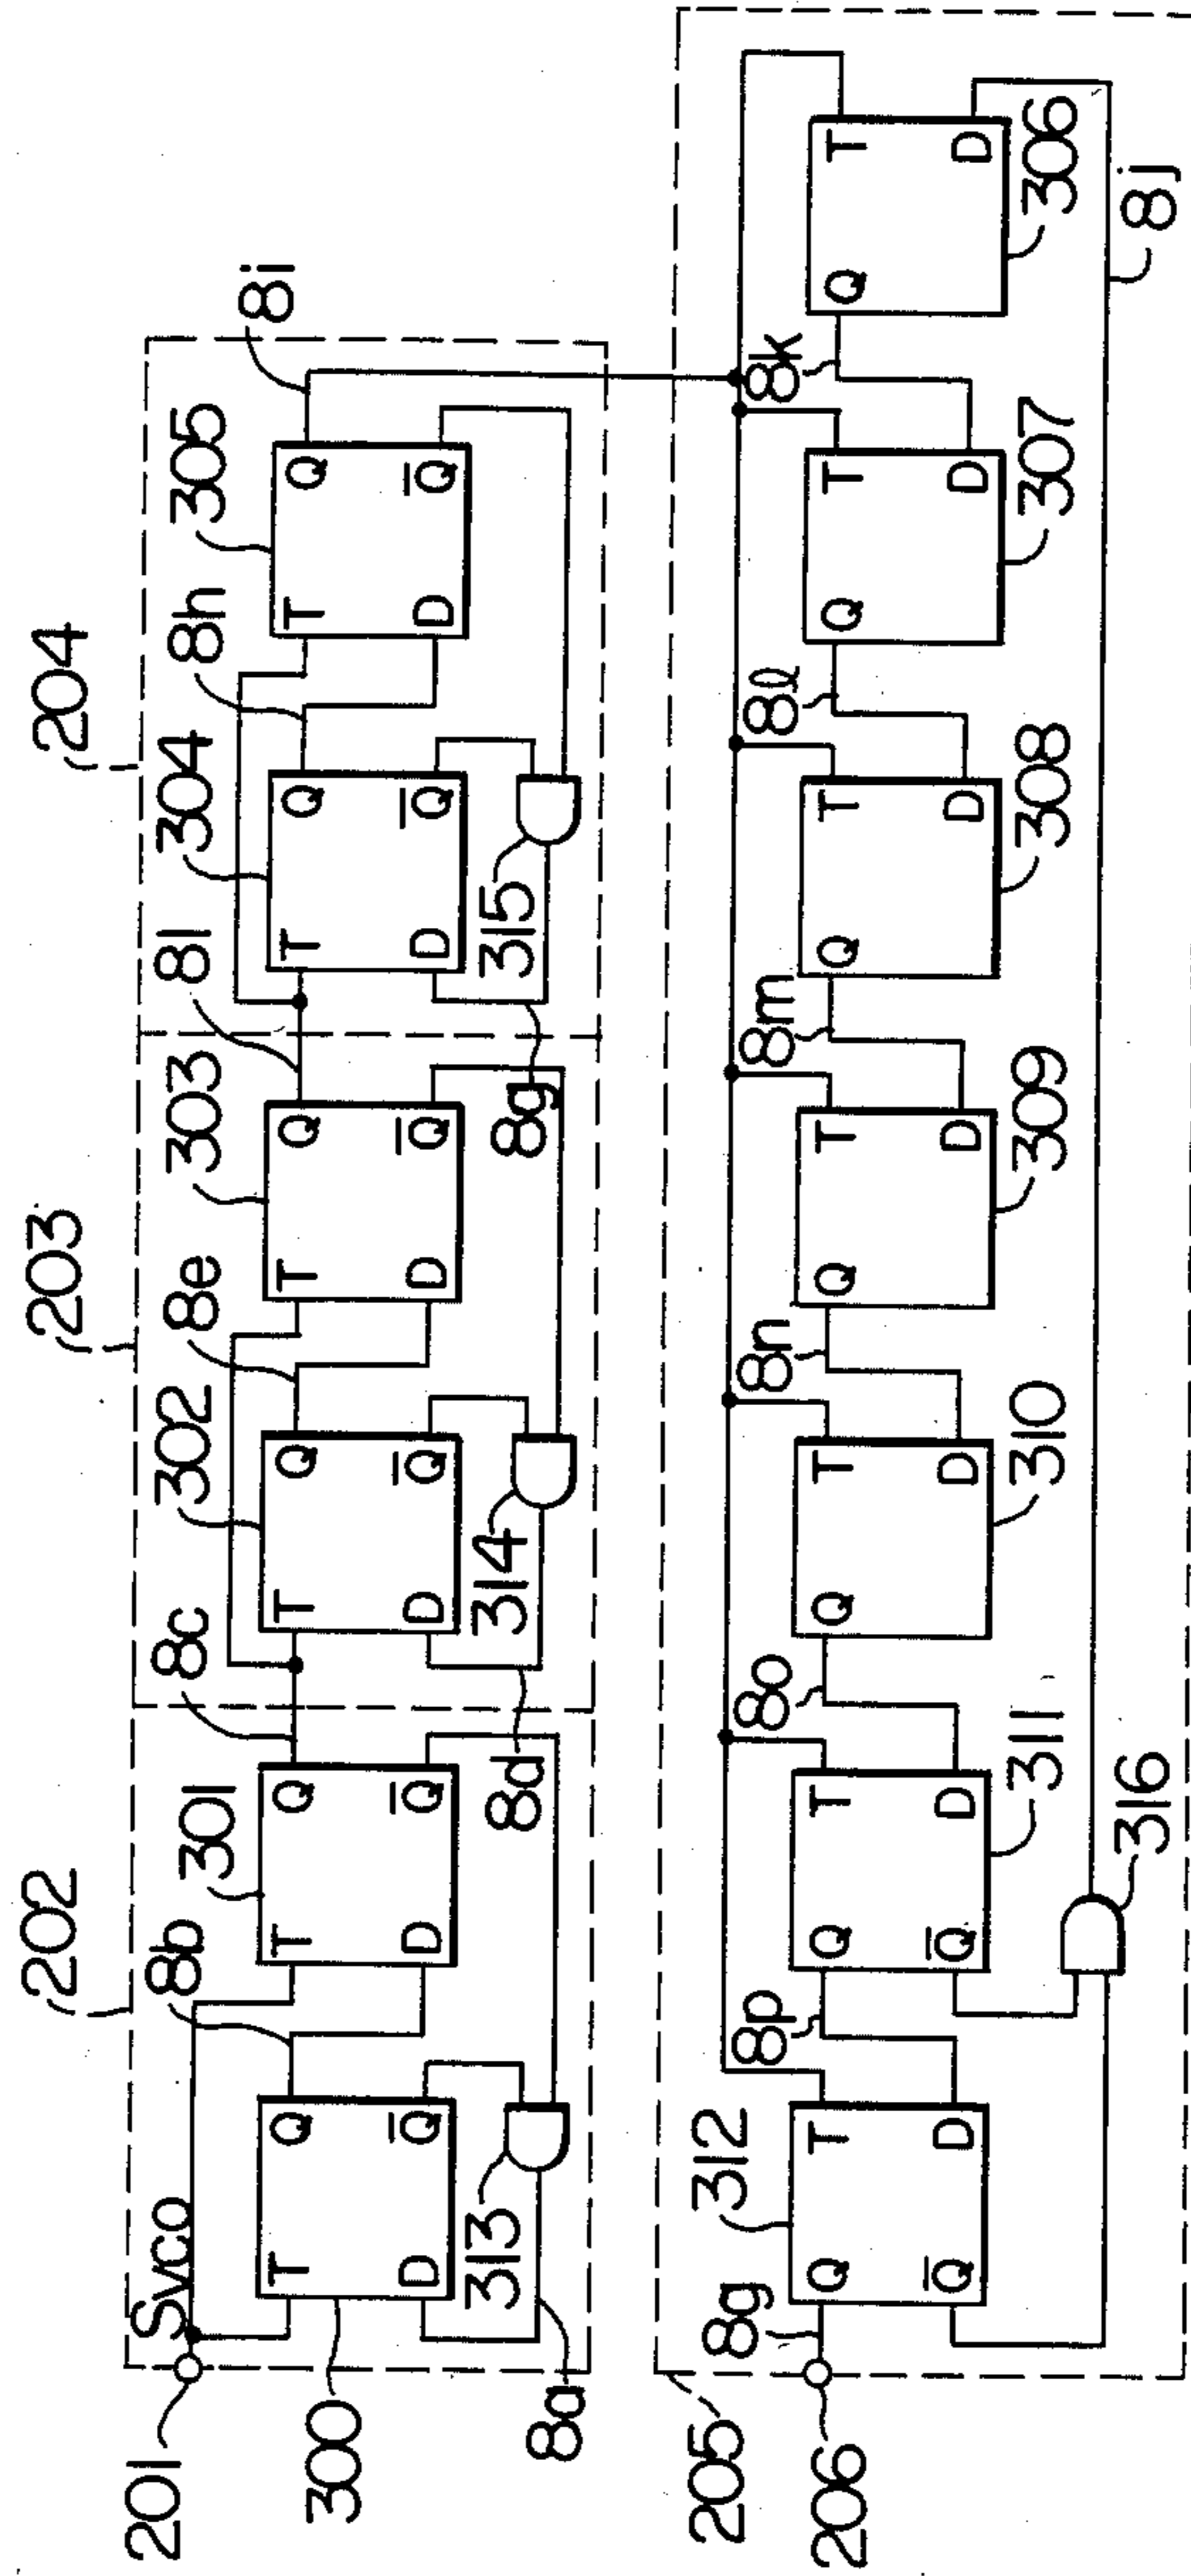 202
203
204
201
Svco
8b
301
8c
302
8e
303
81
304
8h
305
8i
T Q
T Q
T Q
T Q
T Q
T Q
D Q
D Q
D Q
D Q
D Q
D Q
300
313
8a
8d
314
8g
315
205
206
8g
312
8p
8o
8n
8m
8l
8k
Q T
Q T
Q T
Q T
Q T
Q T
Q T
Q D
Q D
D
D
D
D
D
311
310
309
308
307
306
316
8j